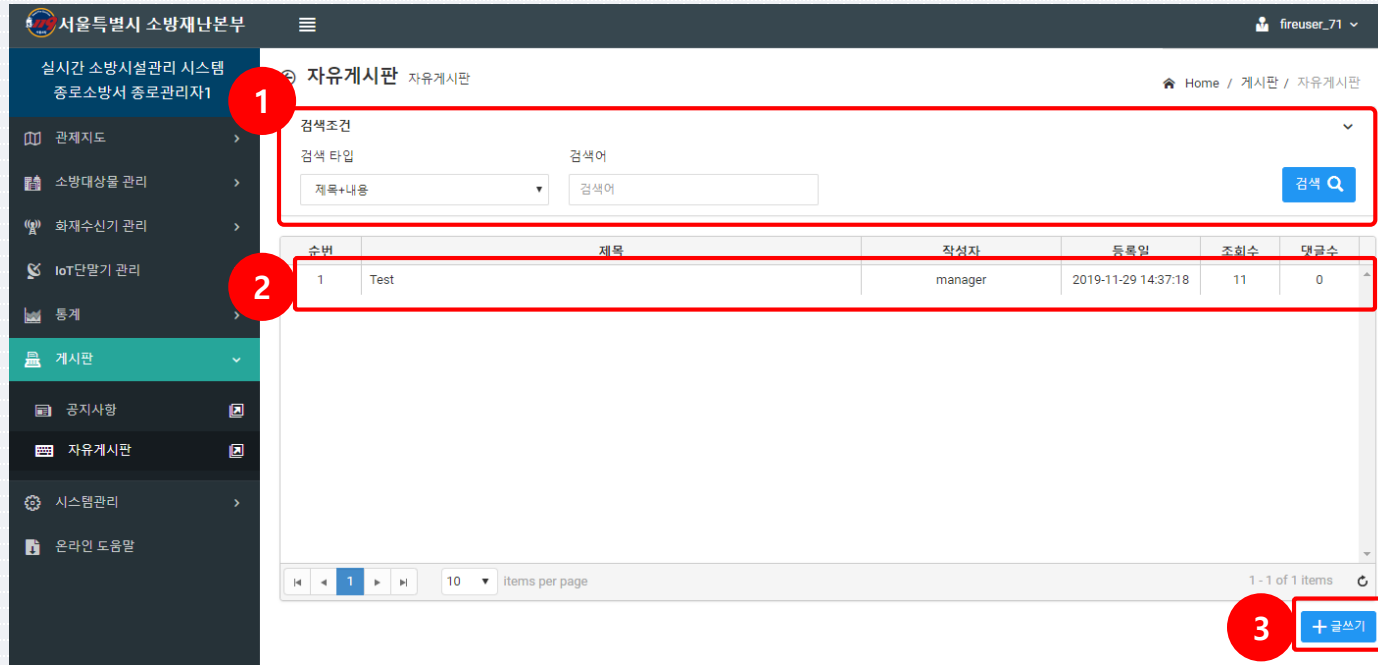 119 서울특별시 소방재난본부
fireuser_71
실시간 소방시설관리 시스템
종로소방서 종로관리자1
관제지도
소방대상물 관리
화재수신기 관리
IoT단말기 관리
통계
게시판
공지사항
자유게시판
시스템관리
온라인 도움말
자유게시판 자유게시판
Home / 게시판 / 자유게시판
1
검색조건
검색 타입 검색어
제목+내용 검색어 검색
순번 제목 작성자 등록일 조회수 댓글수
2
1 Test manager 2019-11-29 14:37:18 11 0
1 10 items per page 1 - 1 of 1 items
3
글쓰기